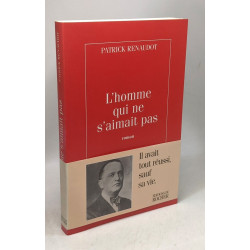 PATRICK RENAUDOT
L'homme
qui ne
s'aimait pas
roman
Il avait
tout réussi,
sauf
sa vie.